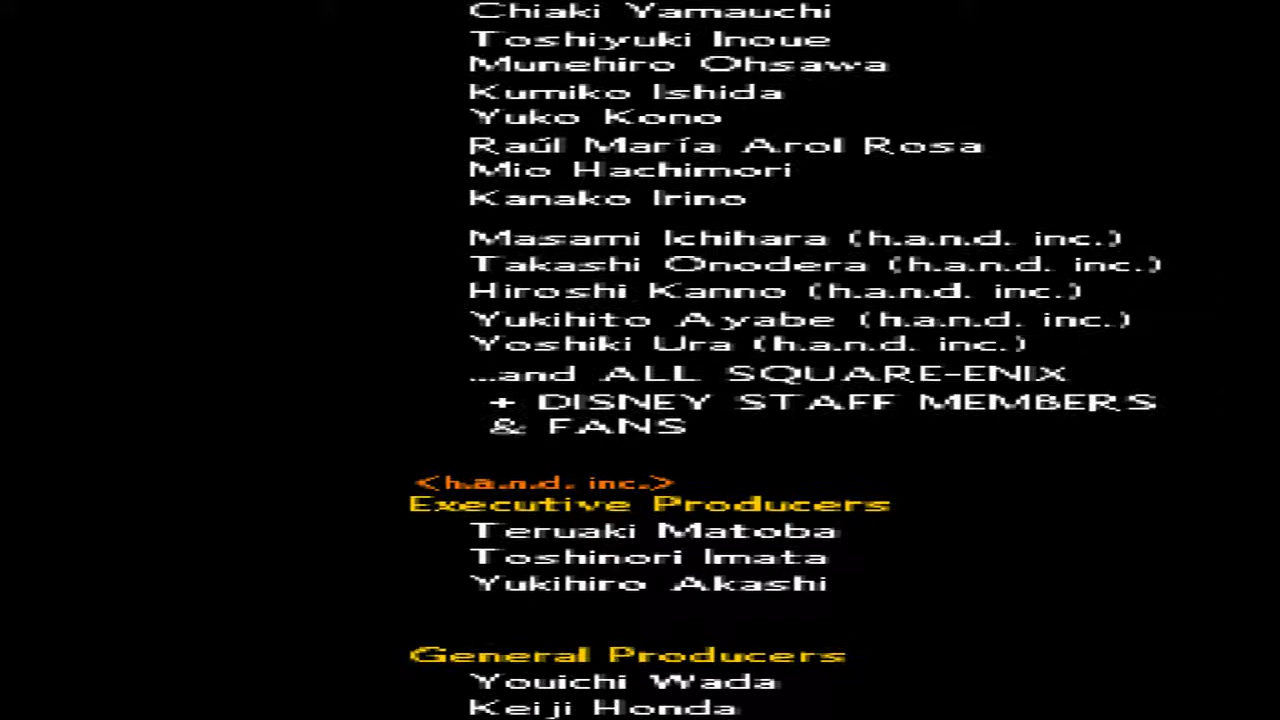 Chiaki Yamauchi
Toshiyuki Inoue
Munehiro Ohsawa
Kumiko Ishida
Yuko Kono
Raúl María Arol Rosa
Mio Hachimori
Kanako Irino
Masami Ichihara (h.a.n.d. inc.)
Takashi Onodera (h.a.n.d. inc.)
Hiroshi Kanno (h.a.n.d. inc.)
Yukihito Ayabe (h.a.n.d. inc.)
Yoshiki Ura (h.a.n.d. inc.)
...and ALL SQUARE-ENIX
+ DISNEY STAFF MEMBERS
& FANS
<h.a.n.d. inc.>
Executive Producers
Teruaki Matoba
Toshinori Imata
Yukihiro Akashi
General Producers
Youichi Wada
Keiji Honda